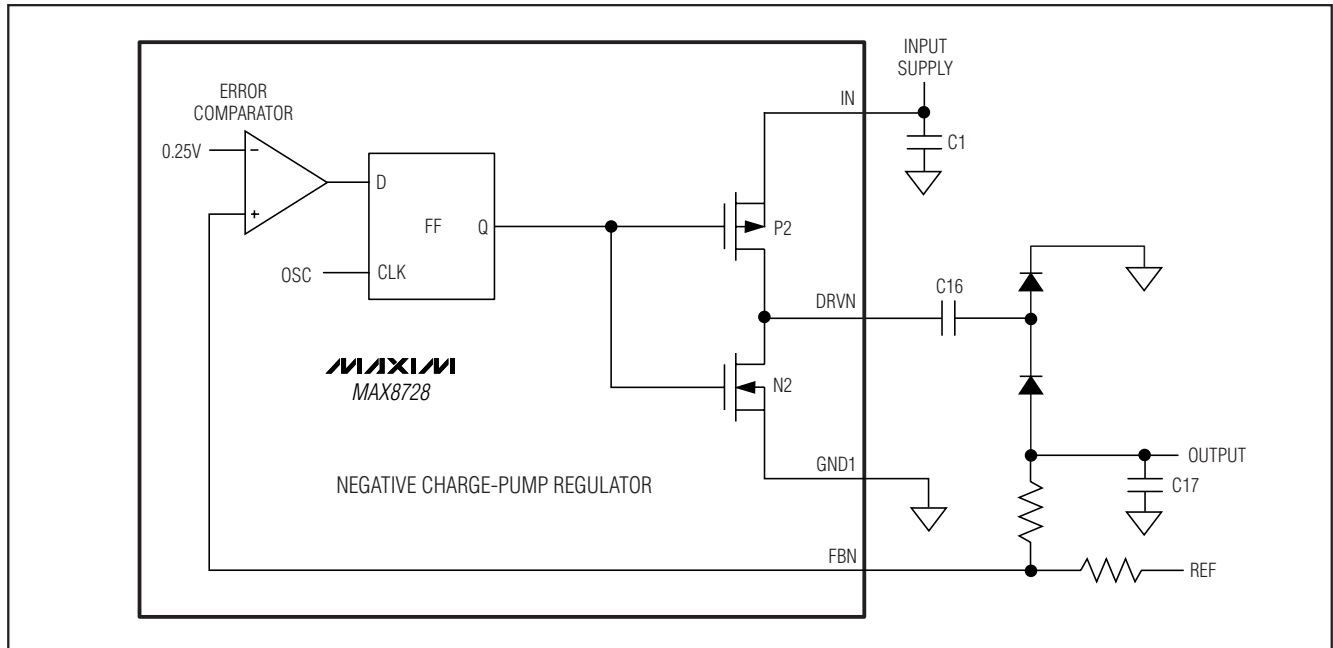 INPUT
SUPPLY
ERROR
COMPARATOR
IN
C1
0.25V
−
+
D
FF
Q
P2
OSC
CLK
C16
DRVN
MAXIM
MAX8728
N2
GND1
OUTPUT
NEGATIVE CHARGE-PUMP REGULATOR
C17
FBN
REF